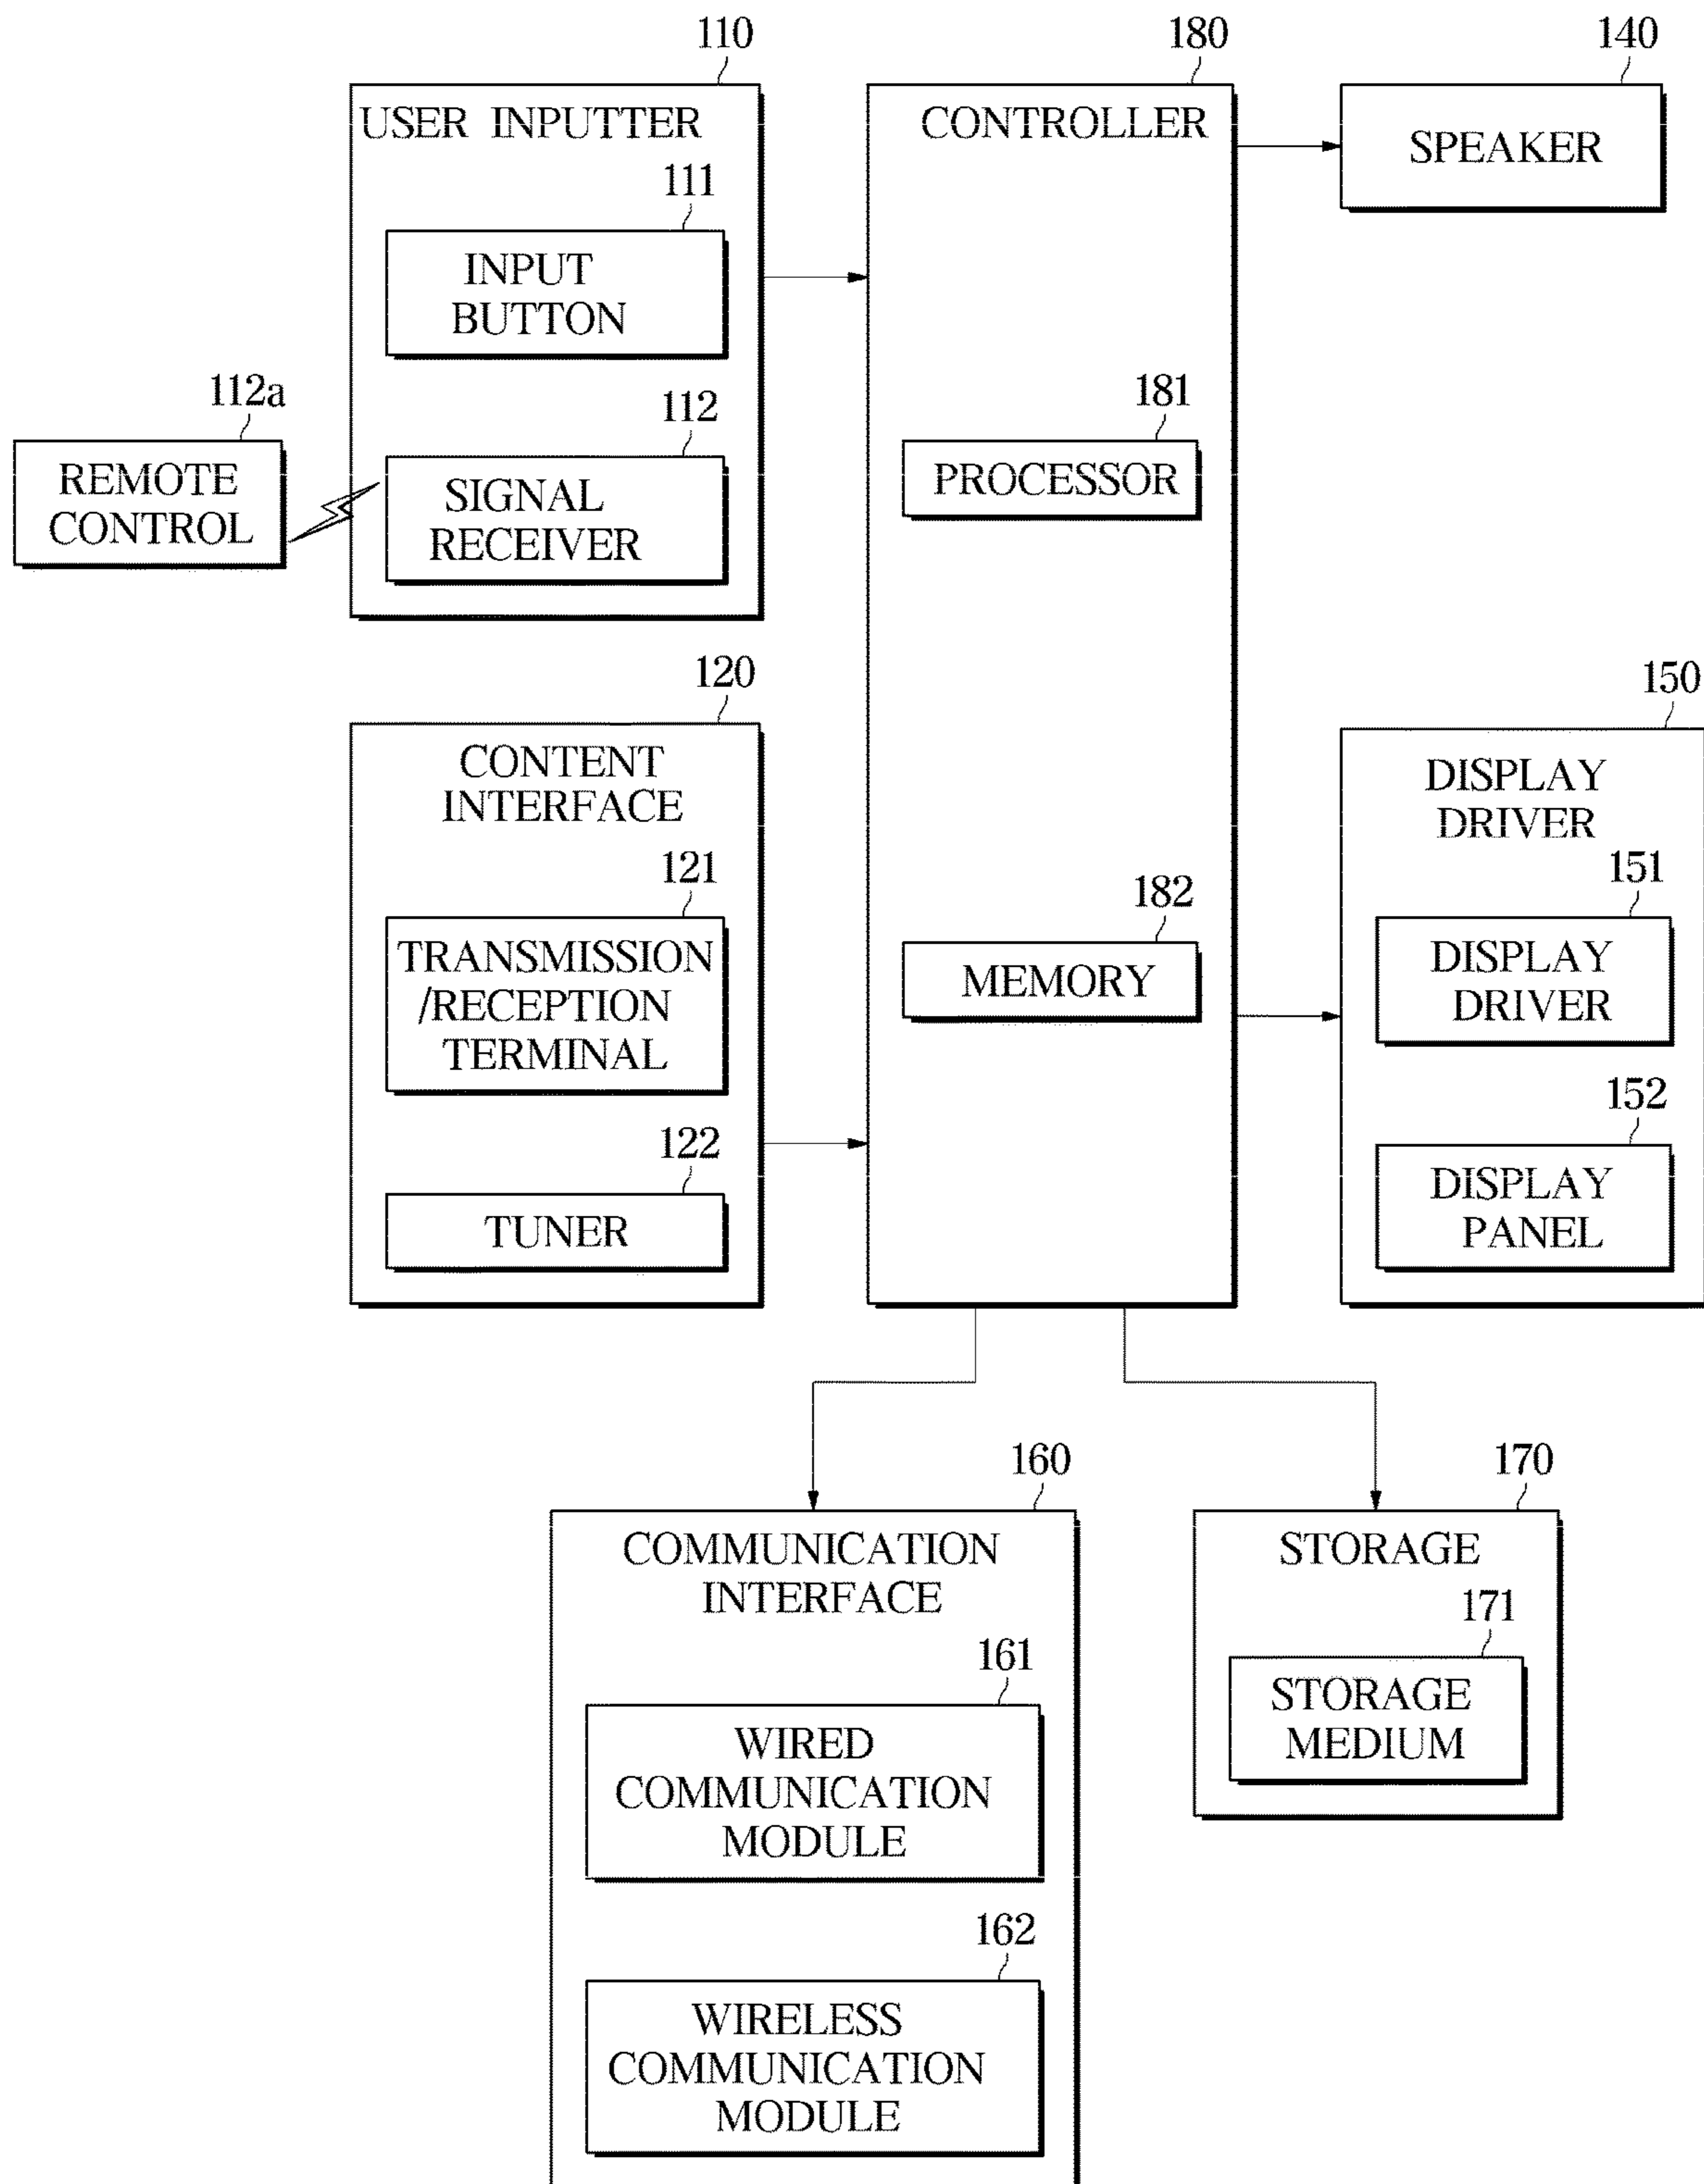 110
USER INPUTTER
111
INPUT
BUTTON
112a
REMOTE
CONTROL
112
SIGNAL
RECEIVER
120
CONTENT
INTERFACE
121
TRANSMISSION
/RECEPTION
TERMINAL
122
TUNER
180
CONTROLLER
181
PROCESSOR
182
MEMORY
140
SPEAKER
150
DISPLAY
DRIVER
151
DISPLAY
DRIVER
152
DISPLAY
PANEL
160
COMMUNICATION
INTERFACE
161
WIRED
COMMUNICATION
MODULE
162
WIRELESS
COMMUNICATION
MODULE
170
STORAGE
171
STORAGE
MEDIUM